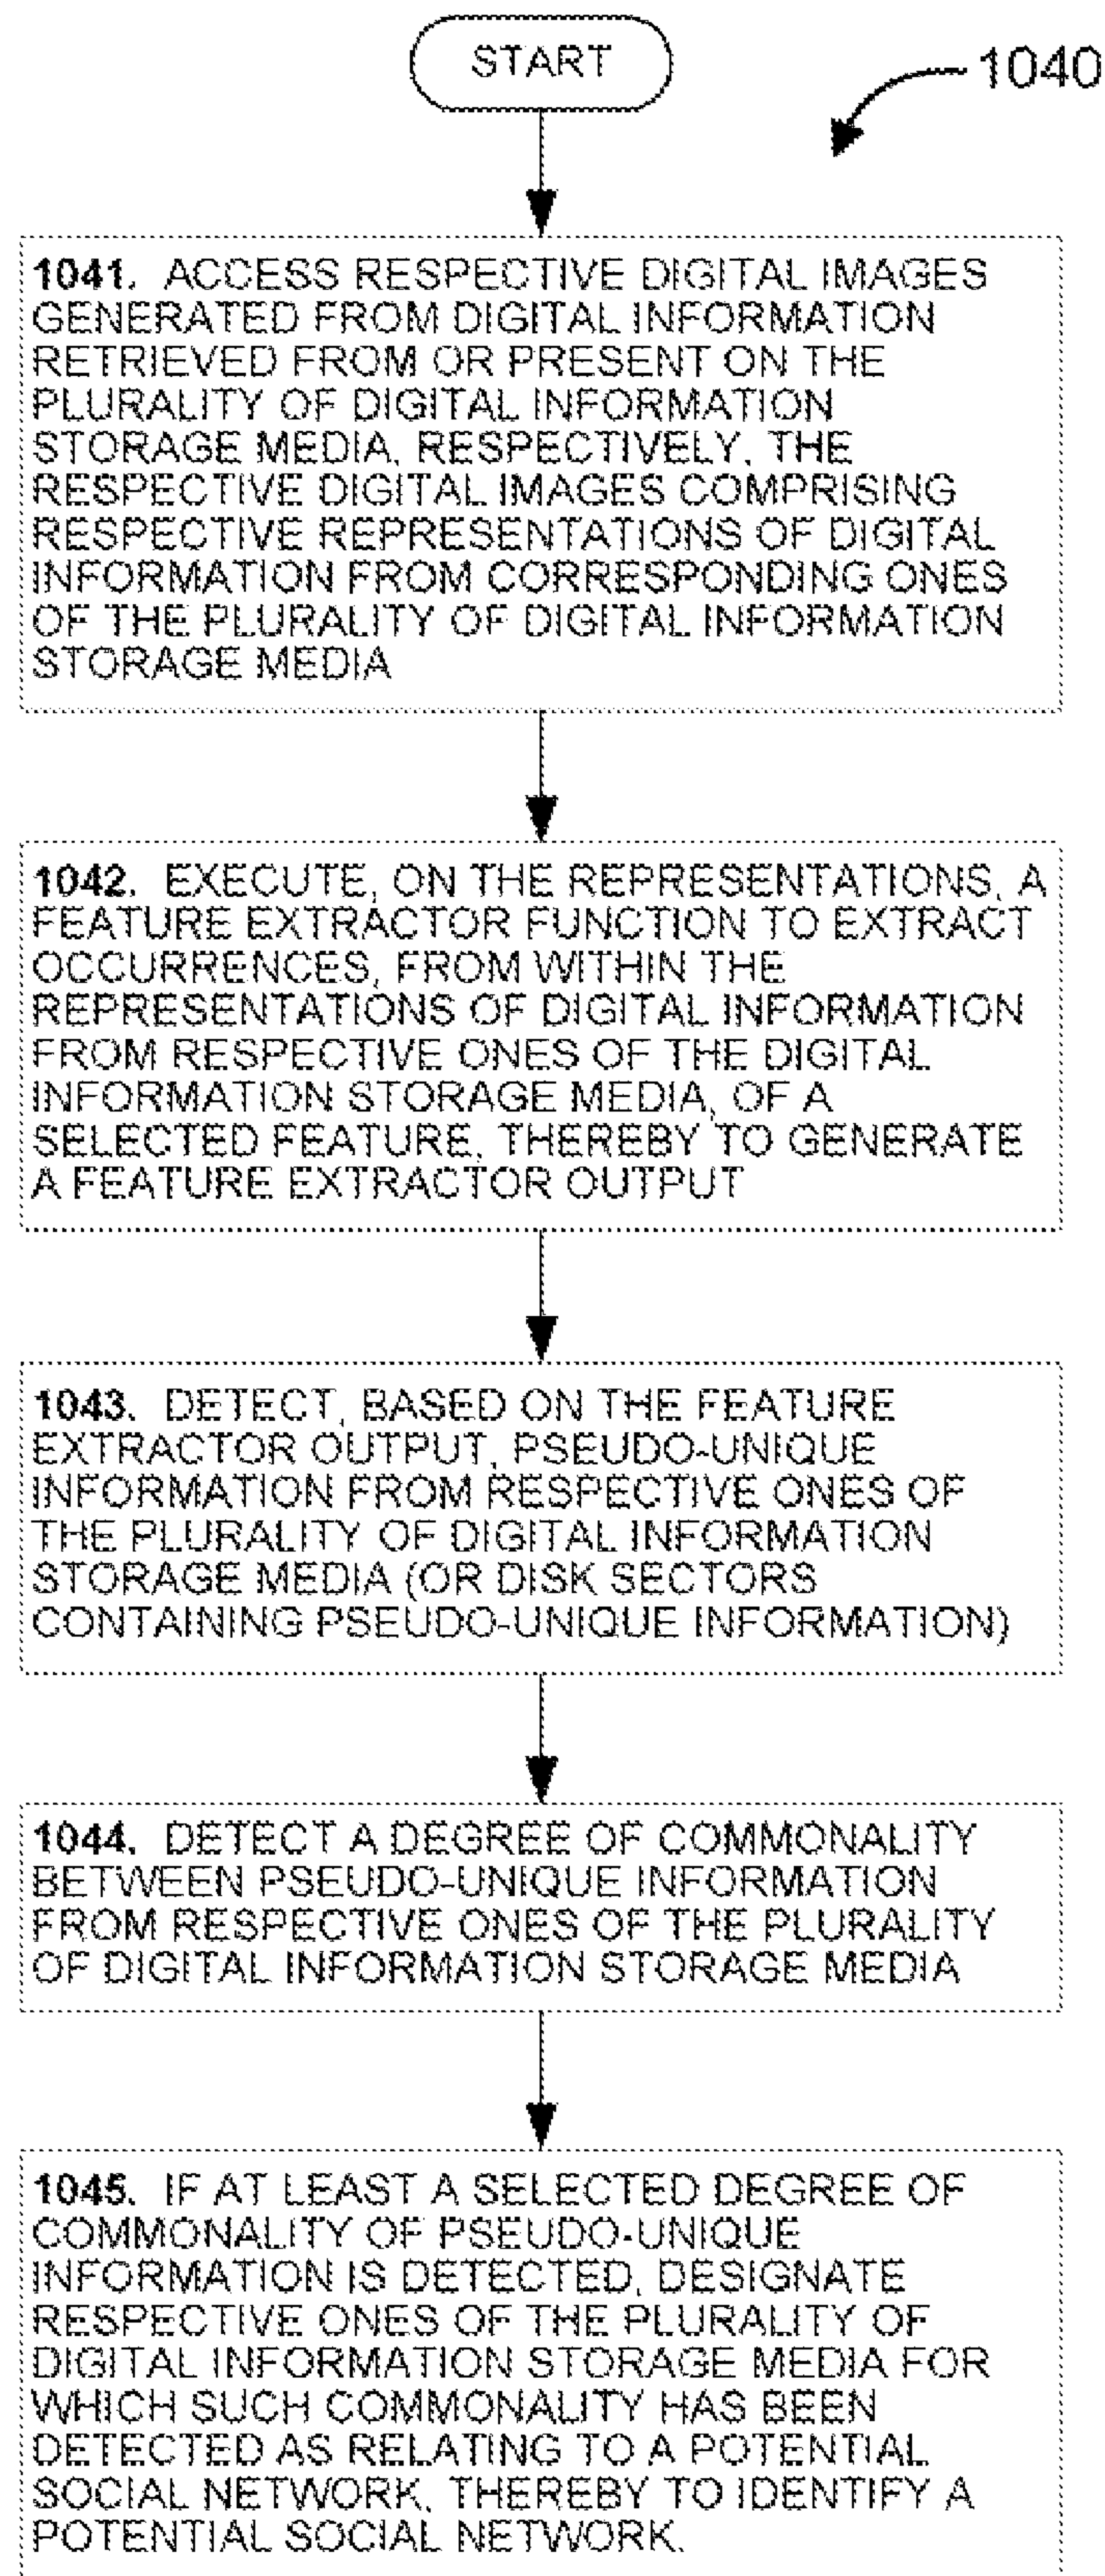 START
1040
1041. ACCESS RESPECTIVE DIGITAL IMAGES
GENERATED FROM DIGITAL INFORMATION
RETRIEVED FROM OR PRESENT ON THE
PLURALITY OF DIGITAL INFORMATION
STORAGE MEDIA, RESPECTIVELY, THE
RESPECTIVE DIGITAL IMAGES COMPRISING
RESPECTIVE REPRESENTATIONS OF DIGITAL
INFORMATION FROM CORRESPONDING ONES
OF THE PLURALITY OF DIGITAL INFORMATION
STORAGE MEDIA
1042. EXECUTE, ON THE REPRESENTATIONS, A
FEATURE EXTRACTOR FUNCTION TO EXTRACT
OCCURRENCES, FROM WITHIN THE
REPRESENTATIONS OF DIGITAL INFORMATION
FROM RESPECTIVE ONES OF THE DIGITAL
INFORMATION STORAGE MEDIA, OF A
SELECTED FEATURE, THEREBY TO GENERATE
A FEATURE EXTRACTOR OUTPUT
1043. DETECT, BASED ON THE FEATURE
EXTRACTOR OUTPUT, PSEUDO-UNIQUE
INFORMATION FROM RESPECTIVE ONES OF
THE PLURALITY OF DIGITAL INFORMATION
STORAGE MEDIA (OR DISK SECTORS
CONTAINING PSEUDO-UNIQUE INFORMATION)
1044. DETECT A DEGREE OF COMMONALITY
BETWEEN PSEUDO-UNIQUE INFORMATION
FROM RESPECTIVE ONES OF THE PLURALITY
OF DIGITAL INFORMATION STORAGE MEDIA
1045. IF AT LEAST A SELECTED DEGREE OF
COMMONALITY OF PSEUDO-UNIQUE
INFORMATION IS DETECTED, DESIGNATE
RESPECTIVE ONES OF THE PLURALITY OF
DIGITAL INFORMATION STORAGE MEDIA FOR
WHICH SUCH COMMONALITY HAS BEEN
DETECTED AS RELATING TO A POTENTIAL
SOCIAL NETWORK, THEREBY TO IDENTIFY A
POTENTIAL SOCIAL NETWORK.